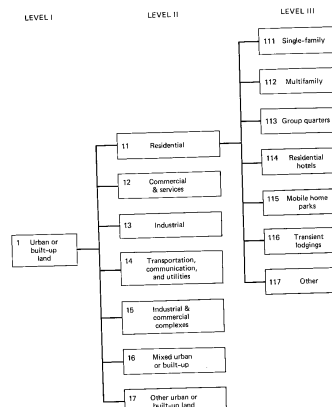 LEVEL I
LEVEL II
LEVEL III
1 Urban or
built-up
land
11 Residential
12 Commercial
& services
13 Industrial
14 Transportation,
communication,
and utilities
15 Industrial &
commercial
complexes
16 Mixed urban
or built-up
17 Other urban or
built-up land
111 Single-family
112 Multifamily
113 Group quarters
114 Residential
hotels
115 Mobile home
parks
116 Transient
lodgings
117 Other